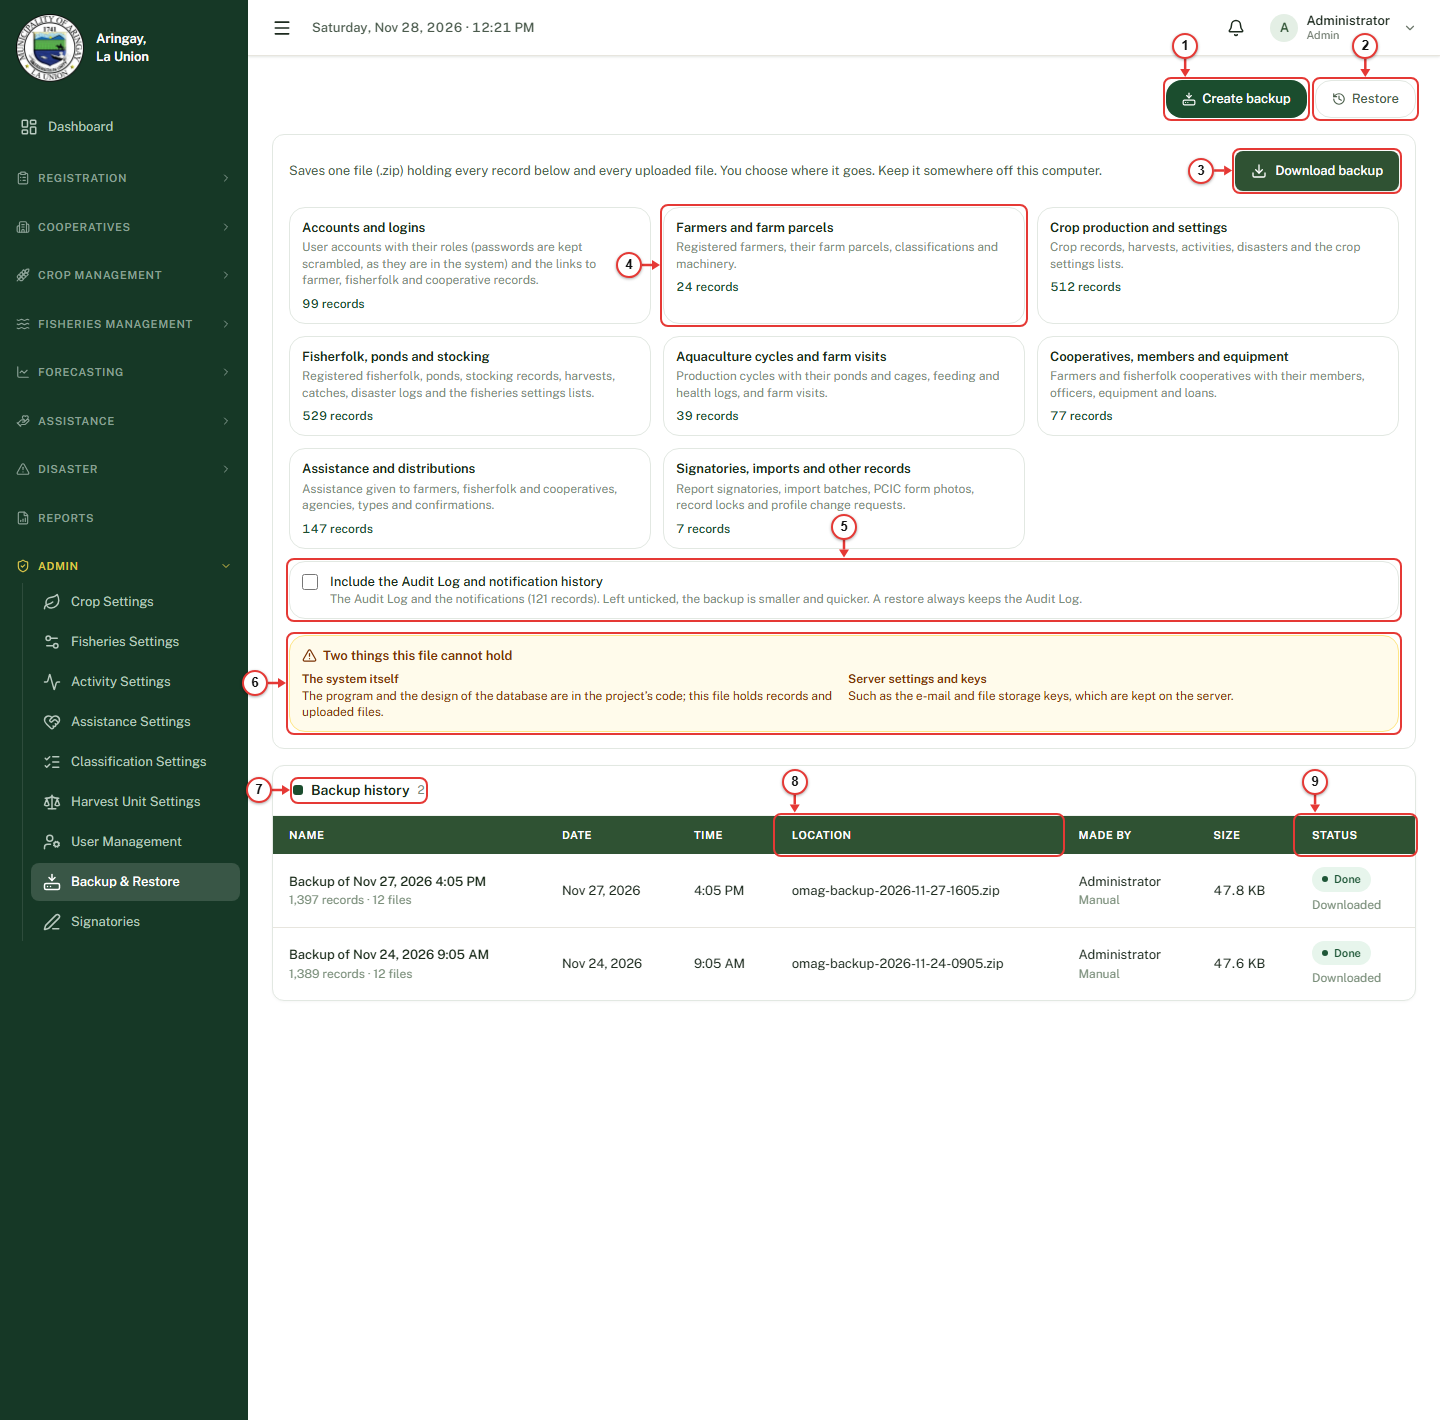 MUNICIPALITY OF ARINGAY
1741
LA UNION
Aringay,
La Union
Dashboard
REGISTRATION
COOPERATIVES
CROP MANAGEMENT
FISHERIES MANAGEMENT
FORECASTING
ASSISTANCE
DISASTER
REPORTS
ADMIN
Crop Settings
Fisheries Settings
Activity Settings
Assistance Settings
Classification Settings
Harvest Unit Settings
User Management
Backup & Restore
Signatories
Saturday, Nov 28, 2026 · 12:21 PM
A
Administrator
Admin
1
2
Create backup
Restore
Saves one file (.zip) holding every record below and every uploaded file. You choose where it goes. Keep it somewhere off this computer.
3
Download backup
Accounts and logins
User accounts with their roles (passwords are kept
scrambled, as they are in the system) and the links to
farmer, fisherfolk and cooperative records.
99 records
4
Farmers and farm parcels
Registered farmers, their farm parcels, classifications and
machinery.
24 records
Crop production and settings
Crop records, harvests, activities, disasters and the crop
settings lists.
512 records
Fisherfolk, ponds and stocking
Registered fisherfolk, ponds, stocking records, harvests,
catches, disaster logs and the fisheries settings lists.
529 records
Aquaculture cycles and farm visits
Production cycles with their ponds and cages, feeding and
health logs, and farm visits.
39 records
Cooperatives, members and equipment
Farmers and fisherfolk cooperatives with their members,
officers, equipment and loans.
77 records
Assistance and distributions
Assistance given to farmers, fisherfolk and cooperatives,
agencies, types and confirmations.
147 records
Signatories, imports and other records
Report signatories, import batches, PCIC form photos,
record locks and profile change requests.
7 records
5
Include the Audit Log and notification history
The Audit Log and the notifications (121 records). Left unticked, the backup is smaller and quicker. A restore always keeps the Audit Log.
6
Two things this file cannot hold
The system itself
The program and the design of the database are in the project's code; this file holds records and
uploaded files.
Server settings and keys
Such as the e-mail and file storage keys, which are kept on the server.
7
Backup history 2
8
9
NAME DATE TIME LOCATION MADE BY SIZE STATUS
Backup of Nov 27, 2026 4:05 PM
1,397 records · 12 files
Nov 27, 2026
4:05 PM
omag-backup-2026-11-27-1605.zip
Administrator
Manual
47.8 KB
Done
Downloaded
Backup of Nov 24, 2026 9:05 AM
1,389 records · 12 files
Nov 24, 2026
9:05 AM
omag-backup-2026-11-24-0905.zip
Administrator
Manual
47.6 KB
Done
Downloaded